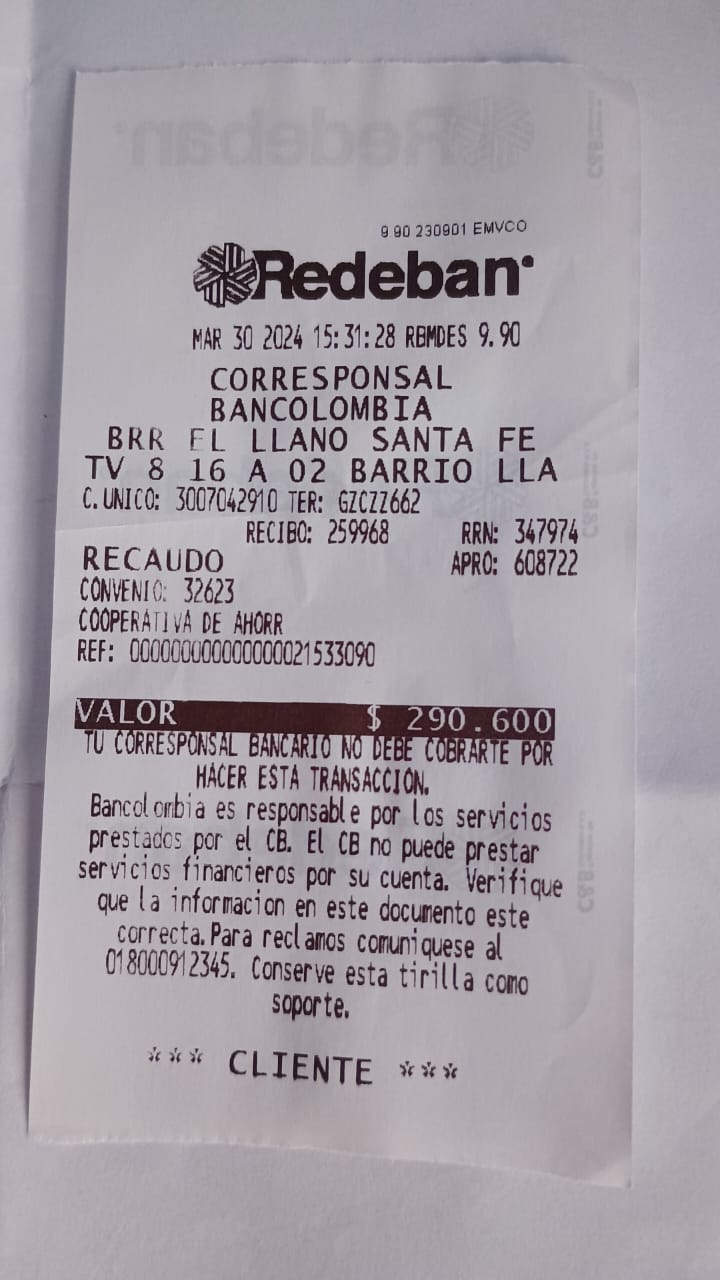 9 90 230901 EMVCO
Redeban
MAR 30 2024 15:31:28 RBMDES 9.90
CORRESPONSAL
BANCOLOMBIA
BRR EL LLANO SANTA FE
TV 8 16 A 02 BARRIO LLA
C. UNICO: 3007042910 TER: GZCZZ662
RECIBO: 259968 RRN: 347974
RECAUDO APRO: 608722
CONVENIO: 32623
COOPERATIVA DE AHORR
REF: 000000000000000021533090
VALOR $ 290.600
TU CORRESPONSAL BANCARIO NO DEBE COBRARTE POR
HACER ESTA TRANSACCIÓN.
Bancolombia es responsable por los servicios
prestados por el CB. El CB no puede prestar
servicios financieros por su cuenta. Verifique
que la informacion en este documento este
correcta. Para reclamos comuniquese al
018000912345. Conserve esta tirilla como
soporte.
*** CLIENTE ***